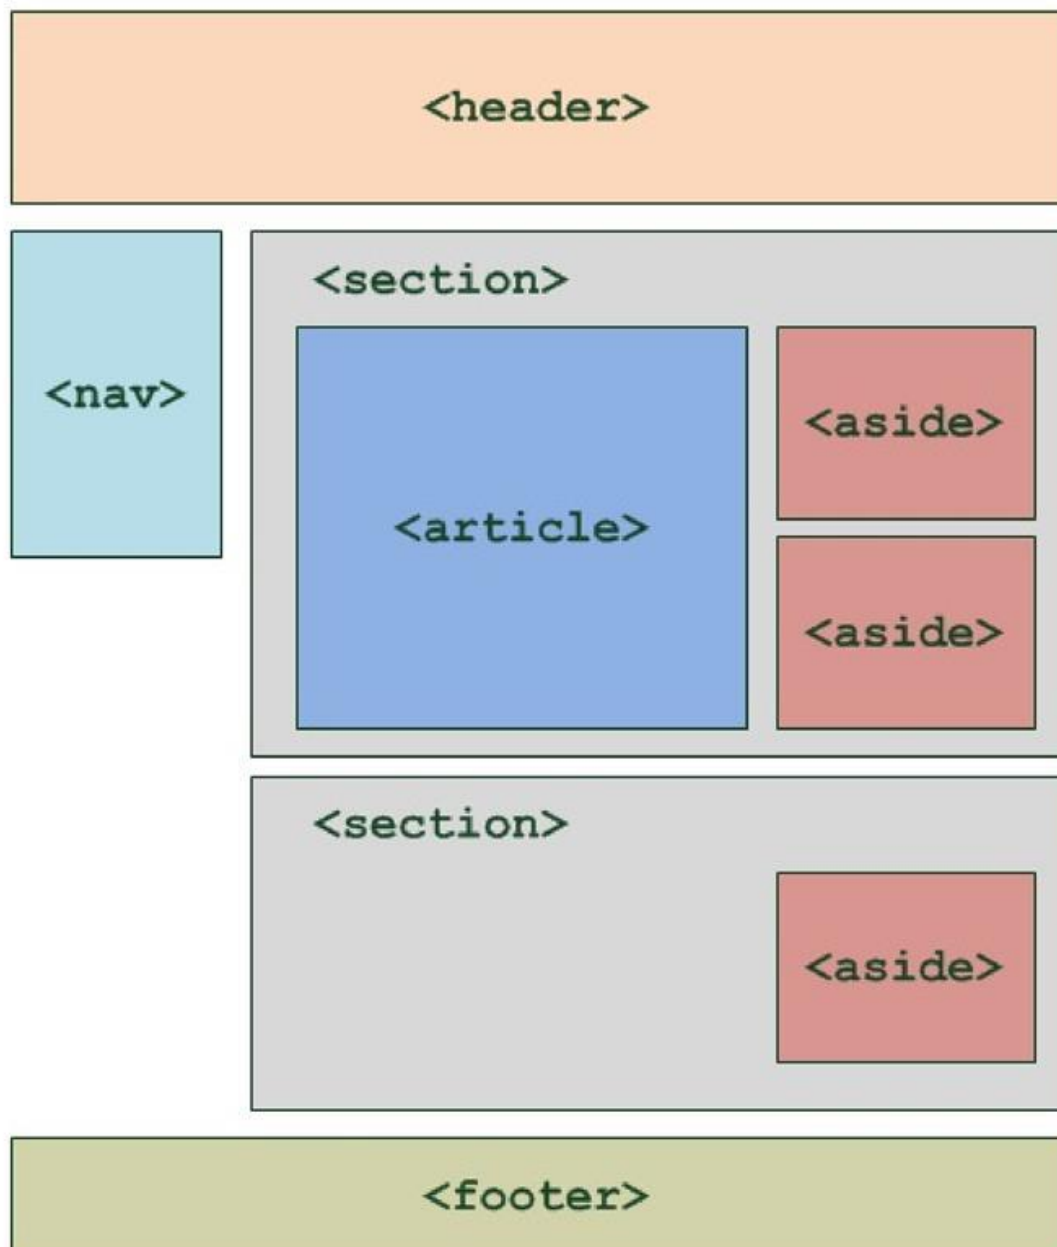 <header>
<nav>
<section>
<article>
<aside>
<aside>
<section>
<aside>
<footer>